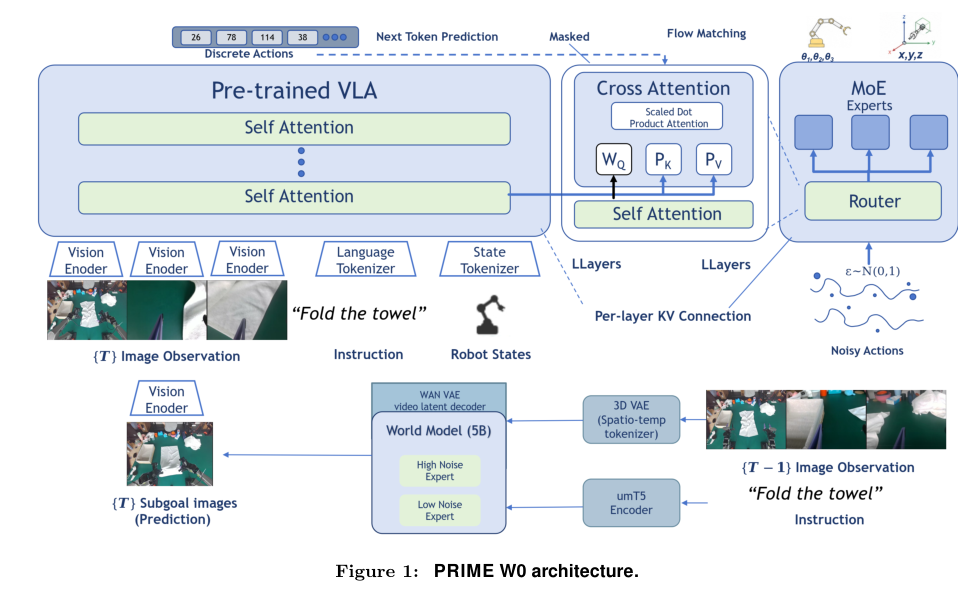 26 78 114 38
Discrete Actions
Next Token Prediction
Masked
Flow Matching
θ1,θ2,θ3
z
y
x
x,y,z
Pre-trained VLA
Self Attention
Self Attention
Cross Attention
Scaled Dot
Product Attention
WQ PK PV
Self Attention
MoE
Experts
Router
Vision
Enoder
Vision
Enoder
Vision
Enoder
Language
Tokenizer
State
Tokenizer
LLayers
LLayers
ε~N(0,1)
"Fold the towel"
Per-layer KV Connection
Noisy Actions
{T} Image Observation
Instruction
Robot States
Vision
Enoder
{T} Subgoal images
(Prediction)
WAN VAE
video latent decoder
World Model (5B)
High Noise
Expert
Low Noise
Expert
3D VAE
(Spatio-temp
tokenizer)
umT5
Encoder
{T − 1} Image Observation
"Fold the towel"
Instruction
Figure 1: PRIME W0 architecture.